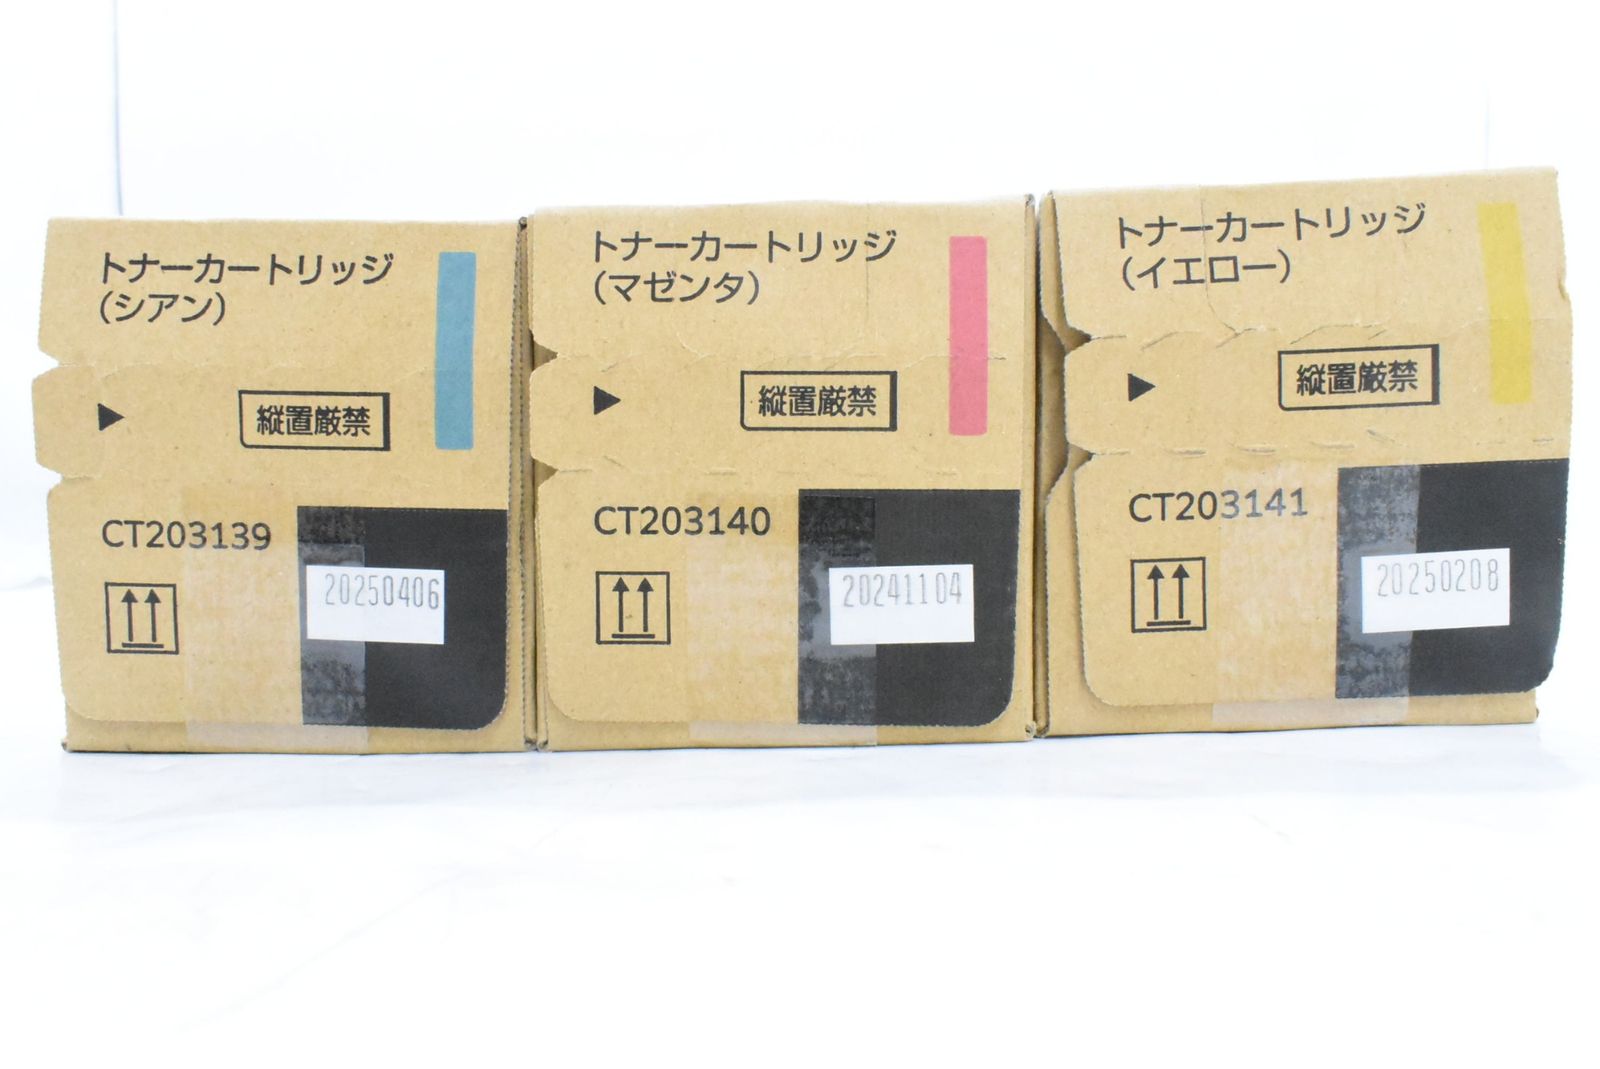 トナーカートリッジ
(シアン)
縦置厳禁
CT203139
20250406
トナーカートリッジ
(マゼンタ)
縦置厳禁
CT203140
20241104
トナーカートリッジ
(イエロー)
縦置厳禁
CT203141
20250208